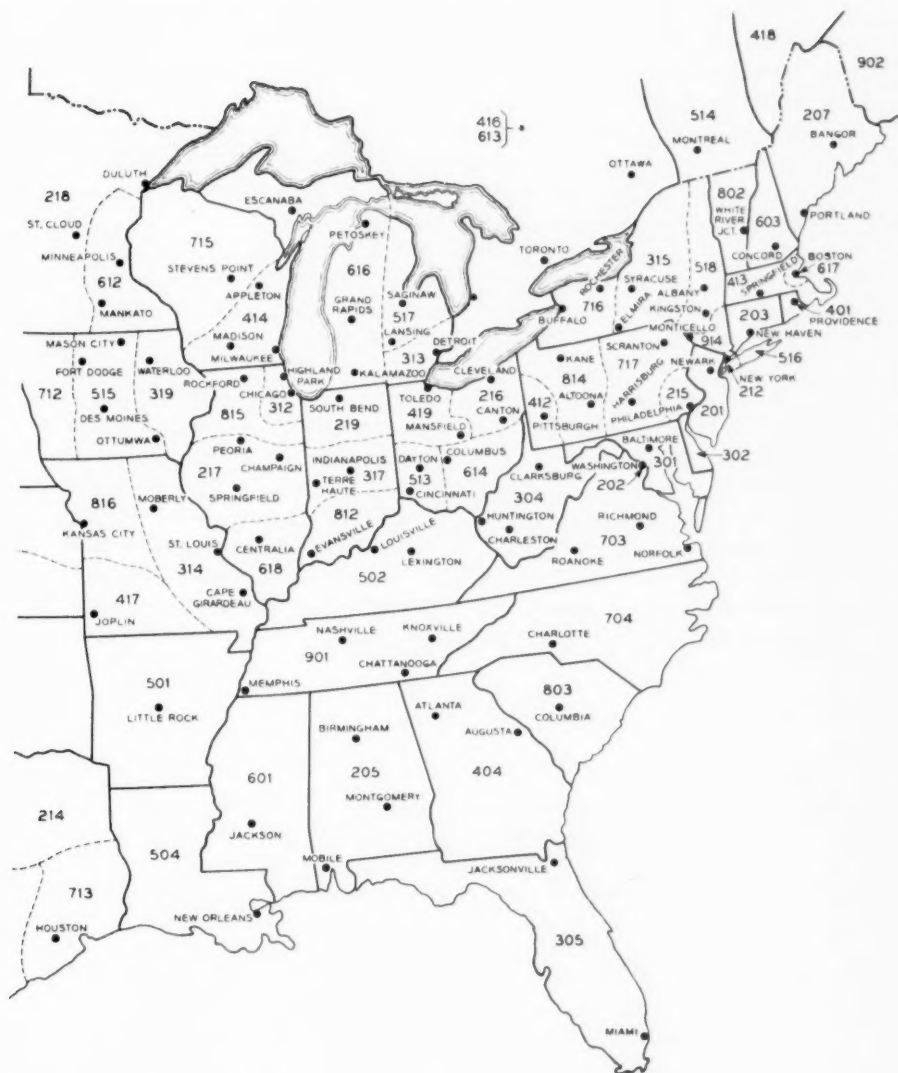 418
902
416
613
514
MONTREAL
207
BANGOR
OTTAWA
DULUTH
218
ESCANABA
802
WHITE
RIVER
JCT.
603
PORTLAND
ST. CLOUD
PETOSKEY
715
MINNEAPOLIS
STEVENS POINT
616
TORONTO
ROCHESTER
315
SYRACUSE
518
CONCORD
BOSTON
617
612
APPLETON
GRAND
RAPIDS
SAGINAW
517
LANSING
716
ELMIRA
ALBANY
413
SPRINGFIELD
MANKATO
414
MADISON
MILWAUKEE
BUFFALO
KINGSTON
MONTICELLO
203
401
PROVIDENCE
NEW HAVEN
MASON CITY
313
DETROIT
SCRANTON
914
FORT DODGE
WATERLOO
ROCKFORD
HIGHLAND
PARK
KALAMAZOO
CLEVELAND
KANE
717
NEWARK
516
NEW YORK
212
712
515
319
CHICAGO
312
TOLEDO
216
814
HARRISBURG
215
DES MOINES
815
SOUTH BEND
219
419
MANSFIELD
CANTON
412
PITTSBURGH
ALTOONA
PHILADELPHIA
201
OTTUMWA
PEORIA
COLUMBUS
BALTIMORE
302
217
CHAMPAIGN
INDIANAPOLIS
317
DAYTON
513
614
CLARKSBURG
WASHINGTON
301
202
816
MOBERLY
SPRINGFIELD
TERRE
HAUTE
CINCINNATI
304
KANSAS CITY
812
HUNTINGTON
RICHMOND
ST. LOUIS
CENTRALIA
EVANSVILLE
LOUISVILLE
CHARLESTON
703
314
618
LEXINGTON
ROANOKE
NORFOLK
502
417
CAPE
GIRARDEAU
JOPLIN
704
NASHVILLE
KNOXVILLE
CHARLOTTE
901
CHATTANOOGA
501
MEMPHIS
803
LITTLE ROCK
ATLANTA
COLUMBIA
BIRMINGHAM
AUGUSTA
601
205
404
MONTGOMERY
214
JACKSON
504
MOBILE
JACKSONVILLE
713
NEW ORLEANS
HOUSTON
305
MIAMI